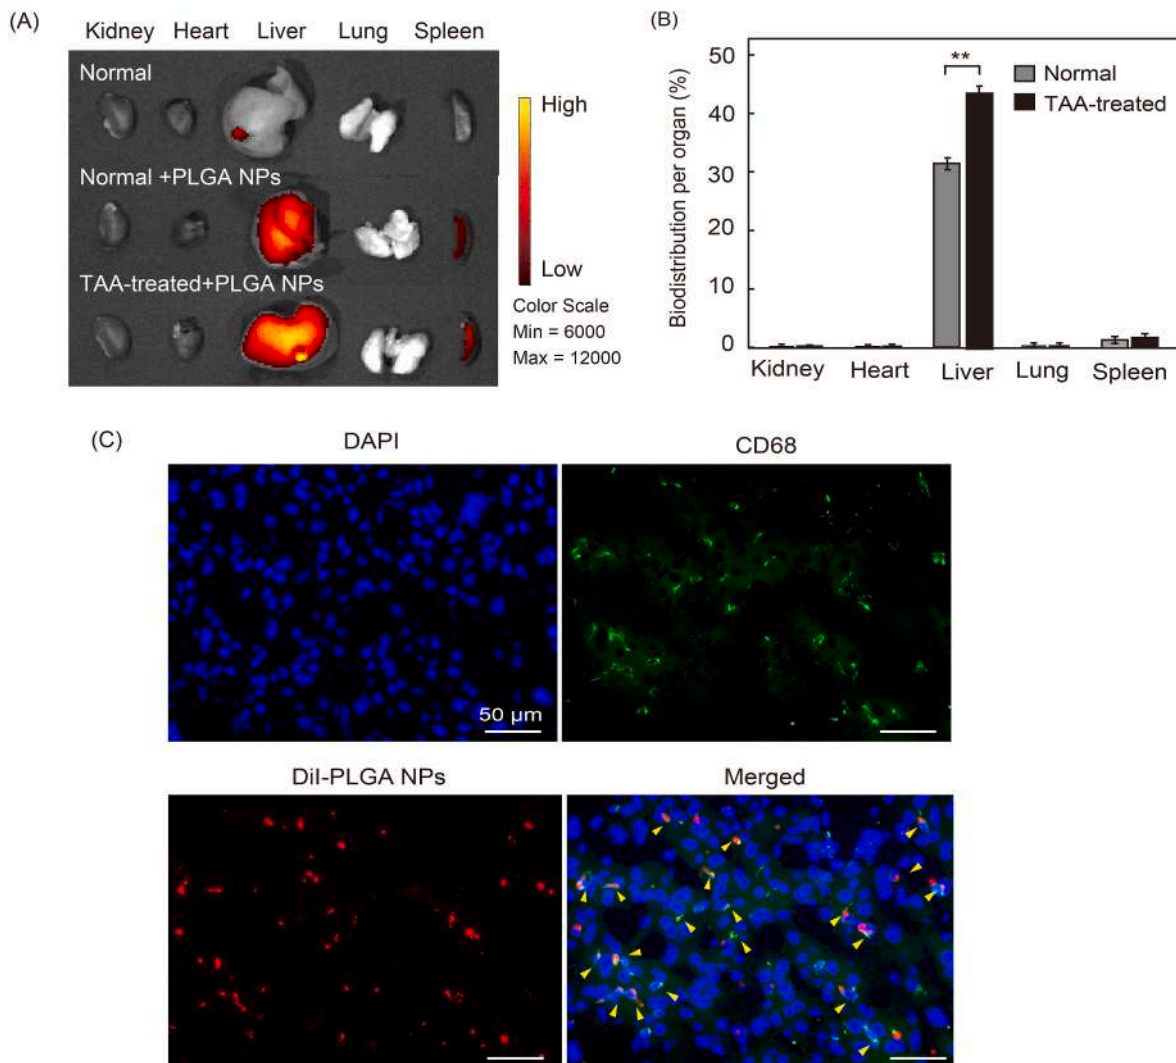 (A)
Kidney Heart Liver Lung Spleen
Normal
Normal +PLGA NPs
TAA-treated+PLGA NPs
High
Low
Color Scale
Min = 6000
Max = 12000
(B)
Biodistribution per organ (%)
50
40
30
20
10
0
**
Normal
TAA-treated
Kidney Heart Liver Lung Spleen
(C)
DAPI
CD68
50 μm
DiI-PLGA NPs
Merged